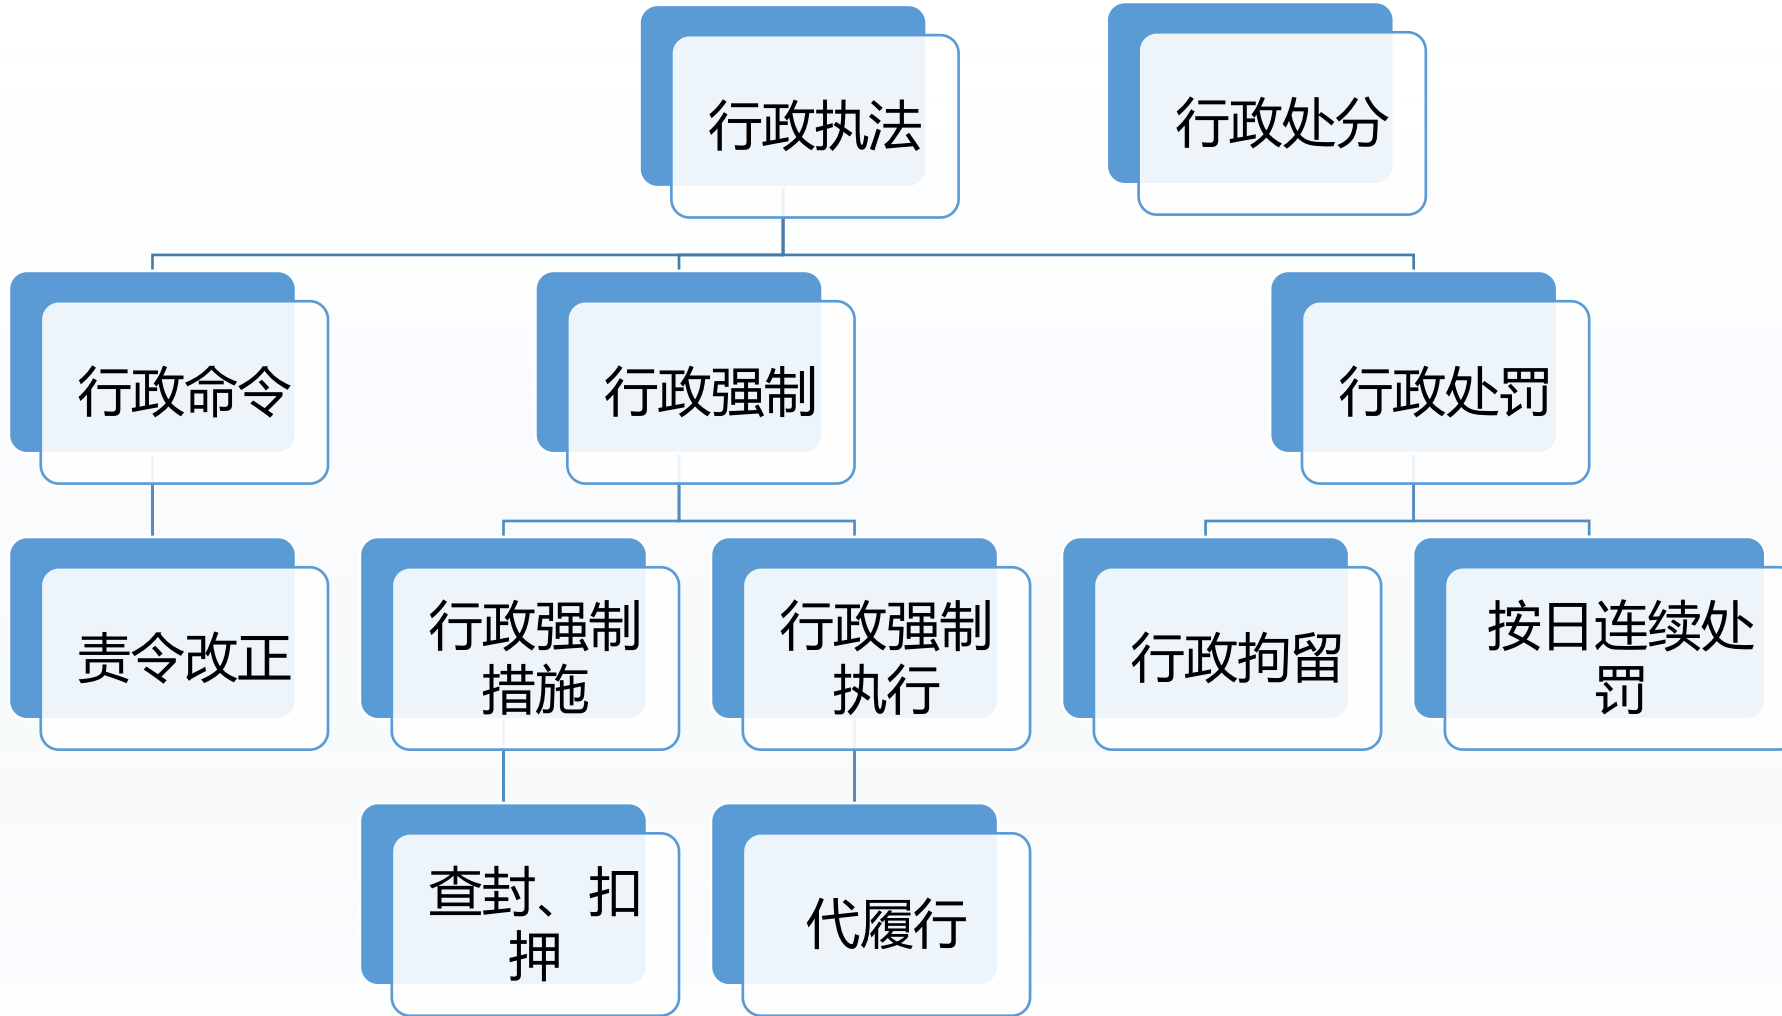 行政执法
行政处分
行政命令
行政强制
行政处罚
责令改正
行政强制
措施
行政强制
执行
行政拘留
按日连续处
罚
查封、扣
押
代履行